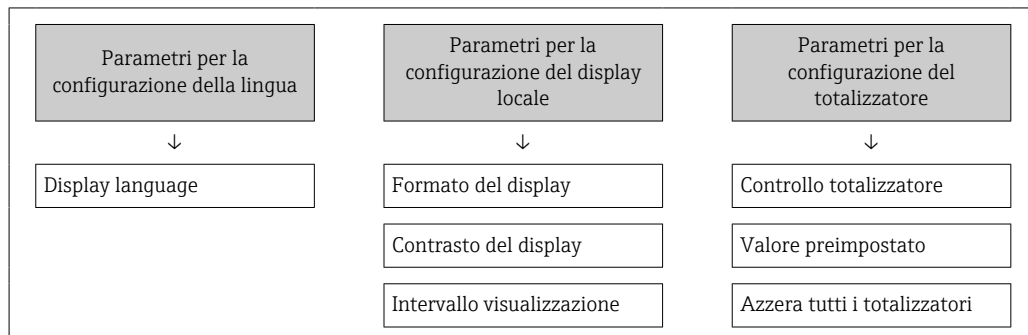 Parametri per la
configurazione della lingua
↓
Display language
Parametri per la
configurazione del display
locale
↓
Formato del display
Contrasto del display
Intervallo visualizzazione
Parametri per la
configurazione del
totalizzatore
↓
Controllo totalizzatore
Valore preimpostato
Azzera tutti i totalizzatori